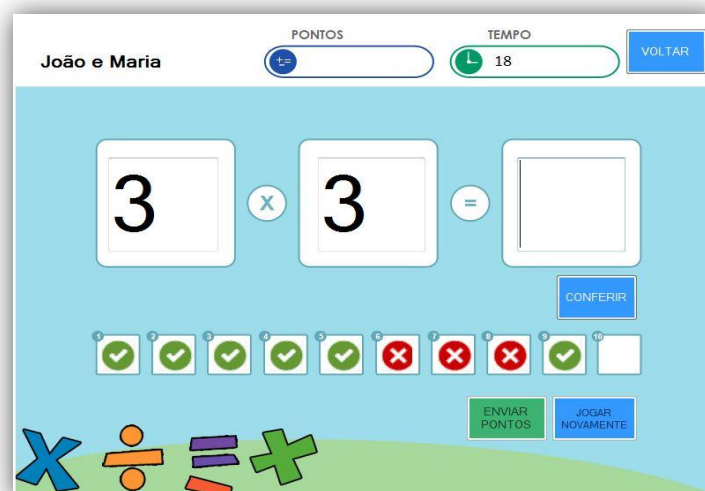 PONTOS
TEMPO
João e Maria
18
VOLTAR
3 X 3 =
CONFERIR
1 2 3 4 5 6 7 8 9 10
ENVIAR
PONTOS
JOGAR
NOVAMENTE